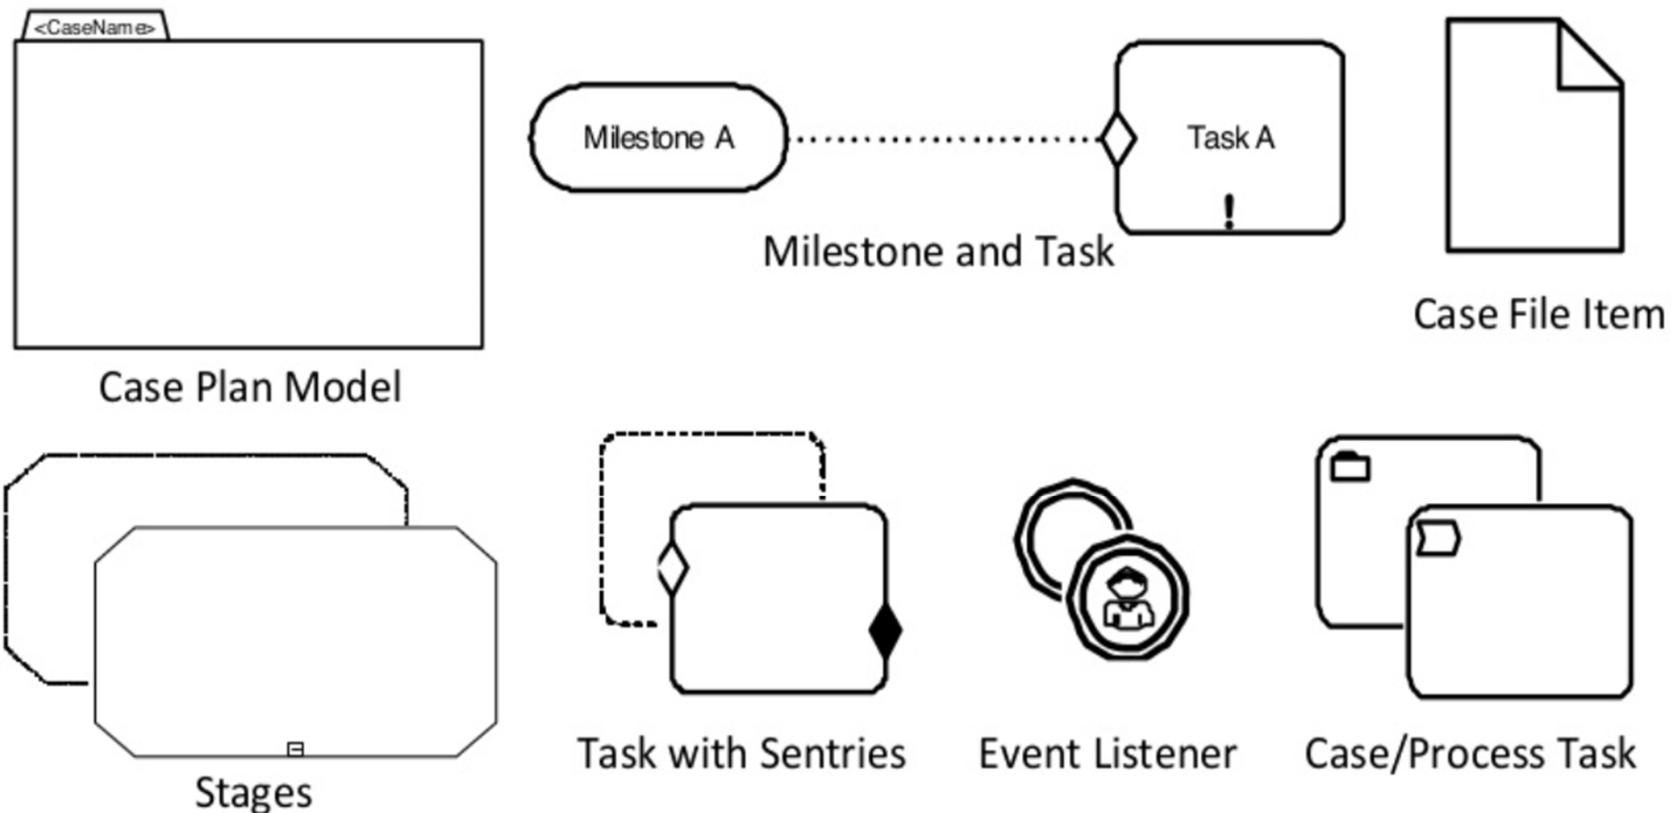 <CaseName>
Milestone A
Task A
!
Milestone and Task
Case File Item
Case Plan Model
Stages
Task with Sentries
Event Listener
Case/Process Task